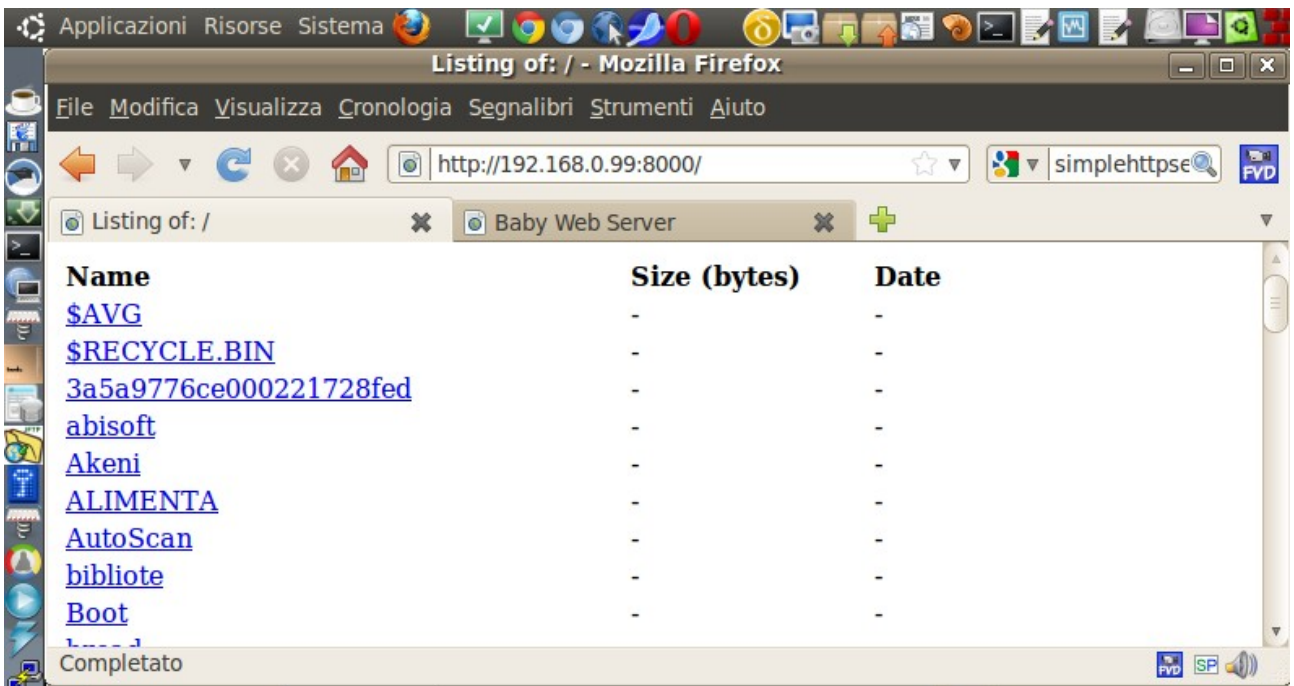 Applicazioni Risorse Sistema
Listing of: / - Mozilla Firefox
File Modifica Visualizza Cronologia Segnalibri Strumenti Aiuto
http://192.168.0.99:8000/ simplehttpse
FVD
Listing of: / Baby Web Server
Name Size (bytes) Date
$AVG - -
$RECYCLE.BIN - -
3a5a9776ce000221728fed - -
abisoft - -
Akeni - -
ALIMENTA - -
AutoScan - -
bibliote - -
Boot - -
Completato
FVD SP